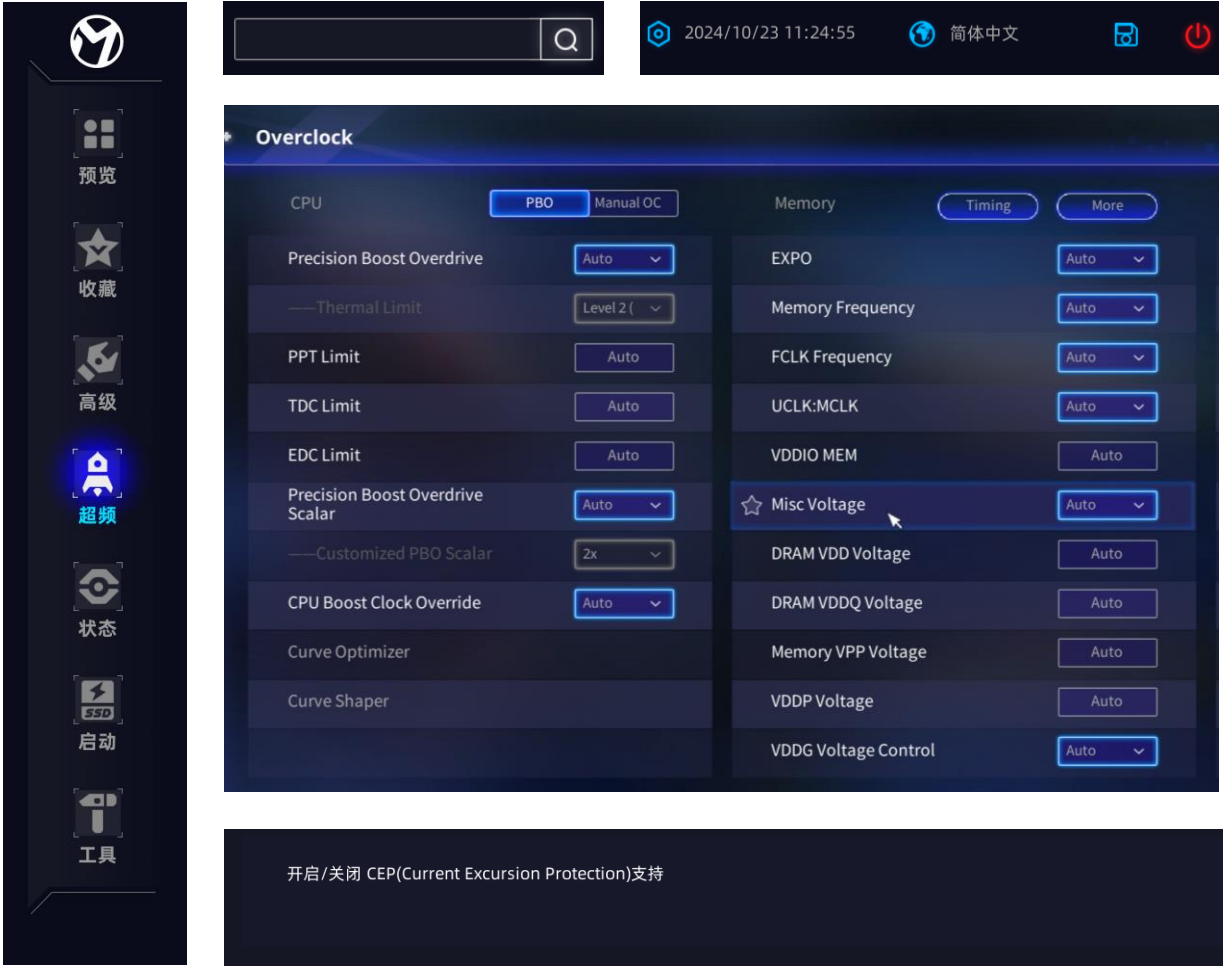 2024/10/23 11:24:55
简体中文
预览
收藏
高级
超频
状态
SSD
启动
工具
Overclock
CPU
PBO
Manual OC
Precision Boost Overdrive
Auto
——Thermal Limit
Level 2 (
PPT Limit
Auto
TDC Limit
Auto
EDC Limit
Auto
Precision Boost Overdrive
Scalar
Auto
——Customized PBO Scalar
2x
CPU Boost Clock Override
Auto
Curve Optimizer
Curve Shaper
Memory
Timing
More
EXPO
Auto
Memory Frequency
Auto
FCLK Frequency
Auto
UCLK:MCLK
Auto
VDDIO MEM
Auto
Misc Voltage
Auto
DRAM VDD Voltage
Auto
DRAM VDDQ Voltage
Auto
Memory VPP Voltage
Auto
VDDP Voltage
Auto
VDDG Voltage Control
Auto
开启/关闭 CEP(Current Excursion Protection)支持